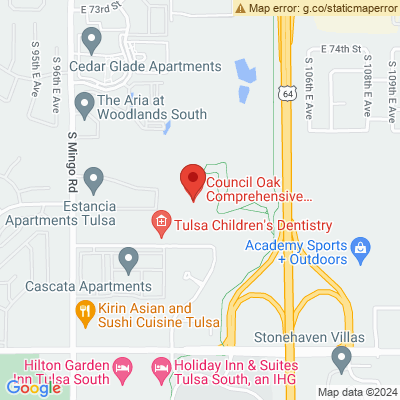 Map error: g.co/staticmaperror
E 73rd St
E 74th St
S 95th E Ave
S 96th E Ave
Cedar Glade Apartments
64
S 106th E Ave
S 108th E Ave
S 109th E Ave
The Aria at
Woodlands South
S Mingo Rd
Council Oak
Comprehensive...
Estancia
Apartments Tulsa
Tulsa Children's Dentistry
Academy Sports
+ Outdoors
Cascata Apartments
Kirin Asian and
Sushi Cuisine Tulsa
Stonehaven Villas
Hilton Garden
Inn Tulsa South
Holiday Inn & Suites
Tulsa South, an IHG
Google
Map data ©2024